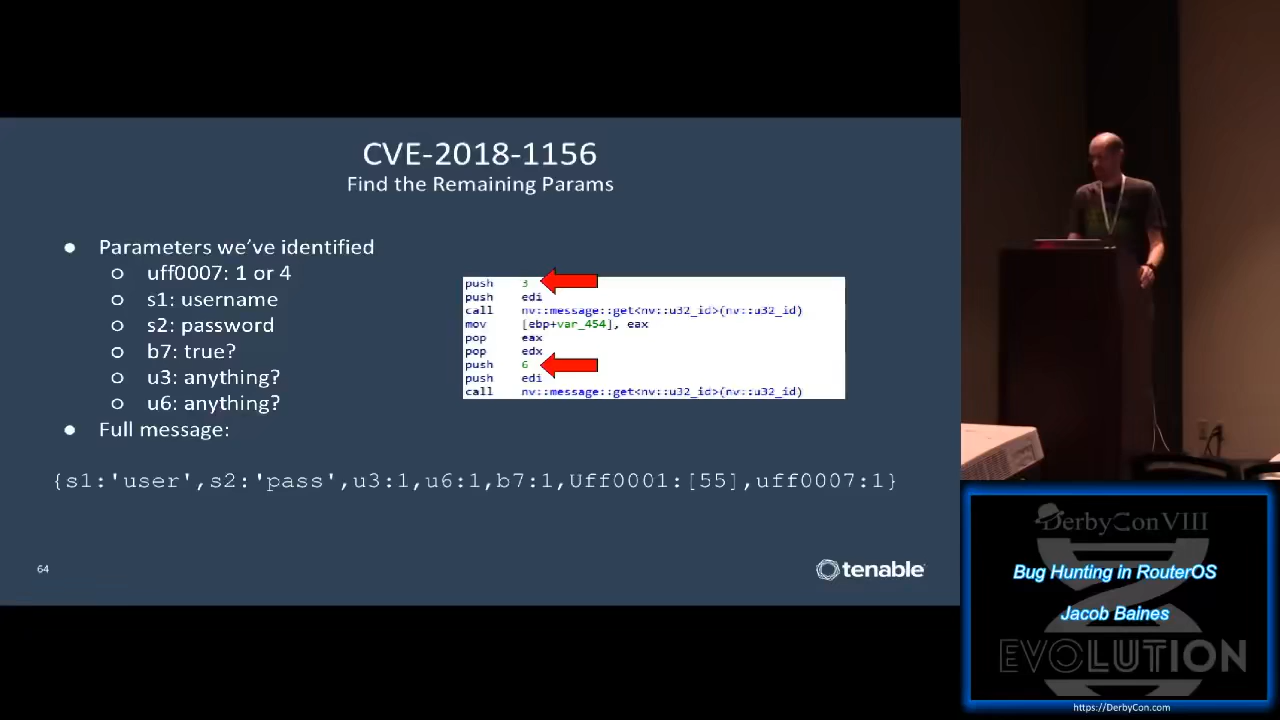 CVE-2018-1156
Find the Remaining Params
● Parameters we've identified
○ uff0007: 1 or 4
○ s1: username
○ s2: password
○ b7: true?
○ u3: anything?
○ u6: anything?
● Full message:
push 3
push edi
call nv::message::get<nv::u32_id>(nv::u32_id)
mov [ebp+var_454], eax
pop eax
pop edx
push 6
push edi
call nv::message::get<nv::u32_id>(nv::u32_id)
{s1:'user',s2:'pass',u3:1,u6:1,b7:1,Uff0001:[55],uff0007:1}
64
tenable
DerbyCon VIII
Bug Hunting in RouterOS
Jacob Baines
EVOLUTION
https://DerbyCon.com